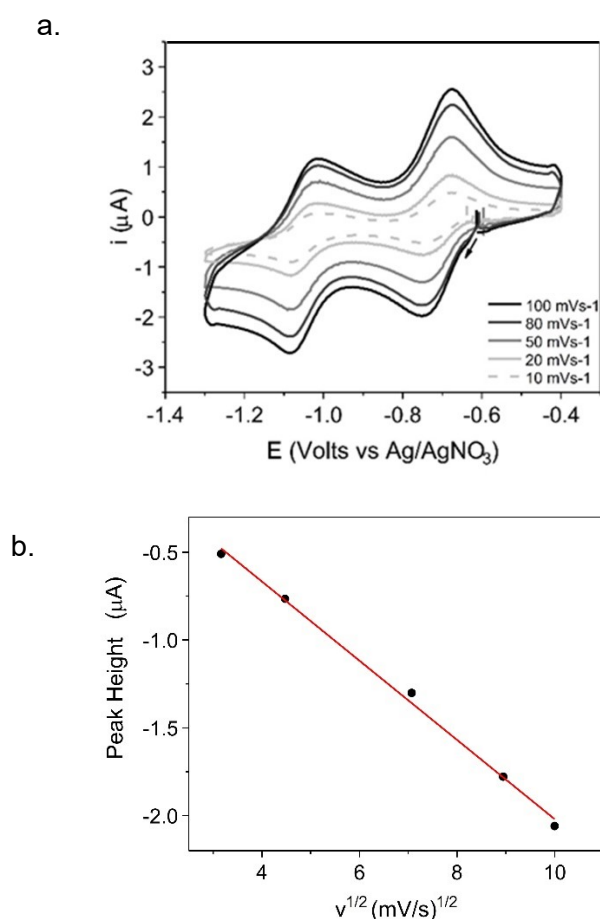 a.
3
2
1
0
-1
-2
-3
i (μA)
100 mVs-1
80 mVs-1
50 mVs-1
20 mVs-1
10 mVs-1
-1.4 -1.2 -1.0 -0.8 -0.6 -0.4
E (Volts vs Ag/AgNO₃)
b.
-0.5
-1.0
-1.5
-2.0
Peak Height (μA)
4 6 8 10
v^1/2 (mV/s)^1/2